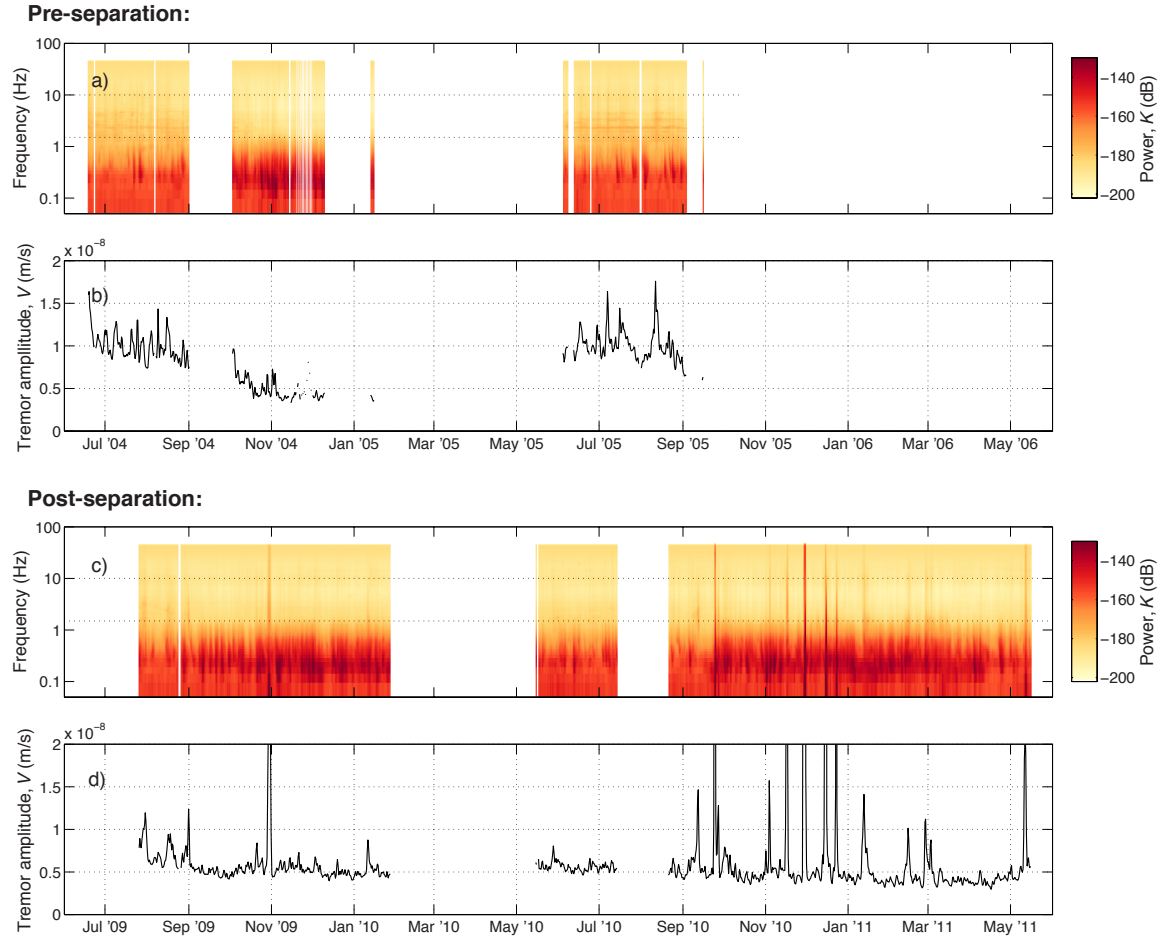 Pre-separation:
100
10
1
0.1
Frequency (Hz)
a)
−140
−160
−180
−200
Power, K (dB)
x 10⁻⁸
2
1.5
1
0.5
0
Tremor ampllitude, V (m/s)
b)
Jul '04 Sep '04 Nov '04 Jan '05 Mar '05 May '05 Jul '05 Sep '05 Nov '05 Jan '06 Mar '06 May '06
Post-separation:
100
10
1
0.1
Frequency (Hz)
c)
−140
−160
−180
−200
Power, K (dB)
x 10⁻⁸
2
1.5
1
0.5
0
Tremor amplitude, V (m/s)
d)
Jul '09 Sep '09 Nov '09 Jan '10 Mar '10 May '10 Jul '10 Sep '10 Nov '10 Jan '11 Mar '11 May '11